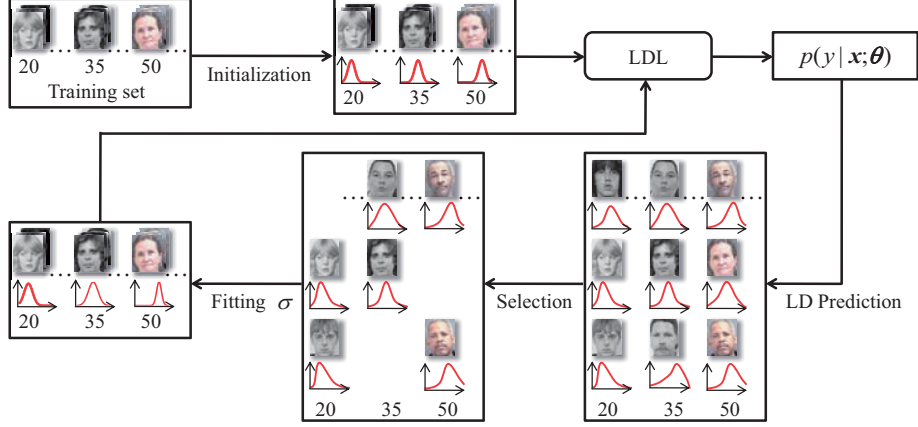 20 35 50
Training set
Initialization
20 35 50
LDL
p(y | x;θ)
20 35 50
Fitting σ
20 35 50
Selection
20 35 50
LD Prediction